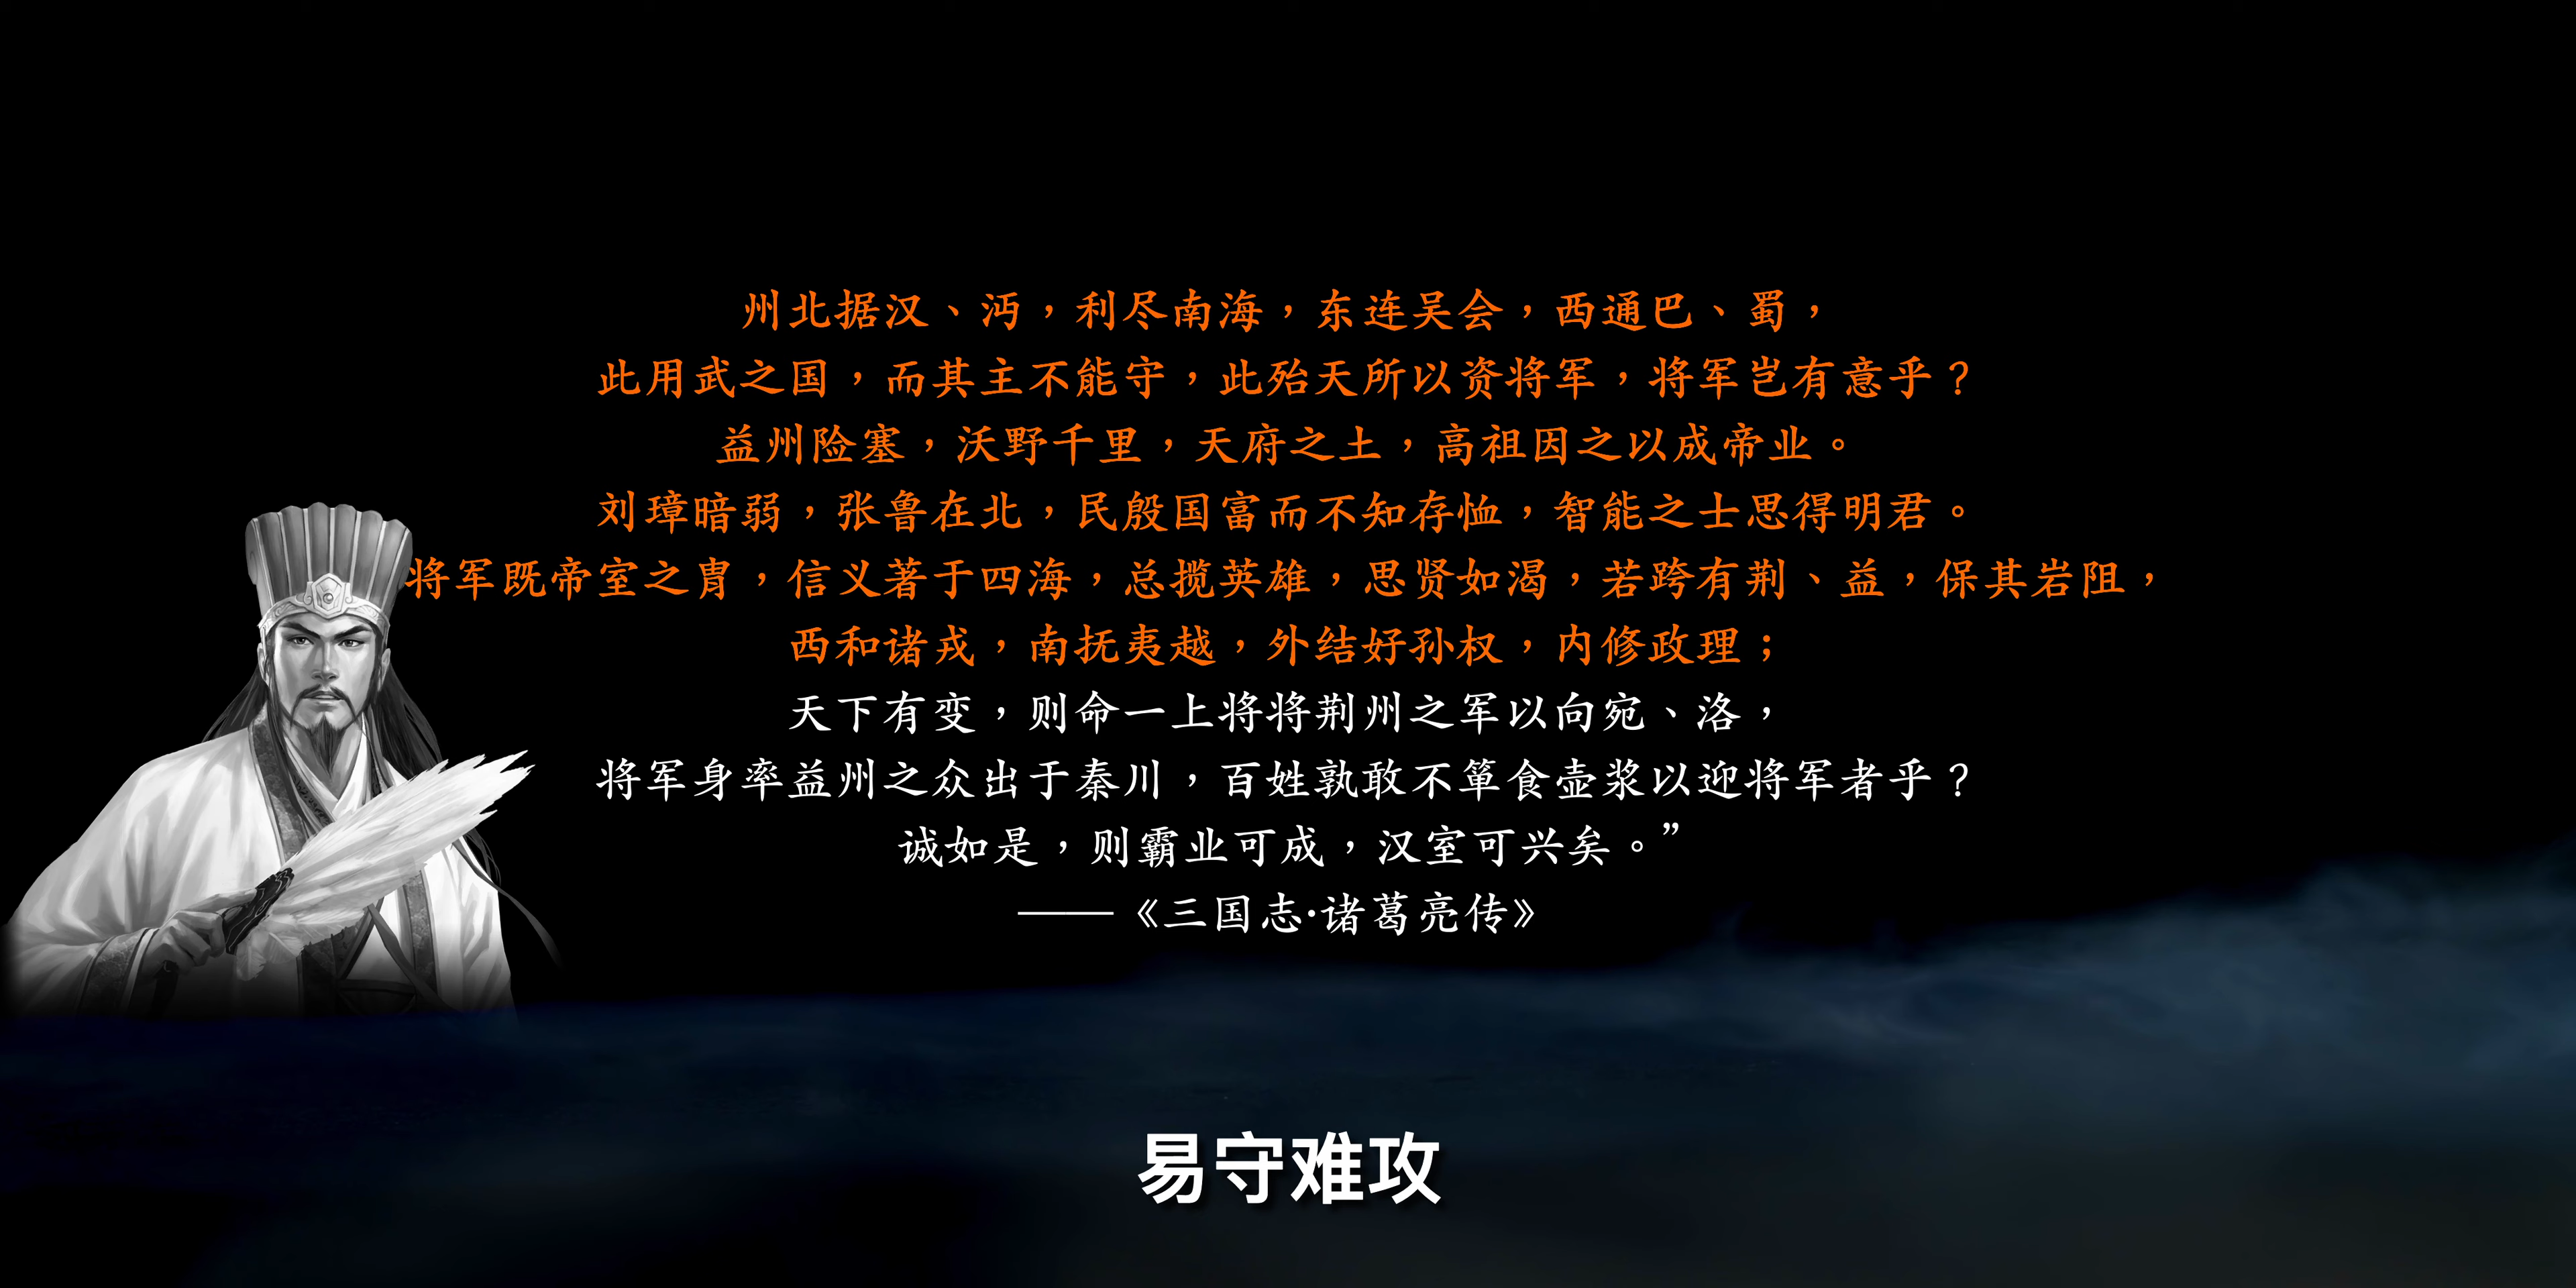 州北据汉、沔，利尽南海，东连吴会，西通巴、蜀，
此用武之国，而其主不能守，此殆天所以资将军，将军岂有意乎？
益州险塞，沃野千里，天府之土，高祖因之以成帝业。
刘璋暗弱，张鲁在北，民殷国富而不知存恤，智能之士思得明君。
将军既帝室之胄，信义著于四海，总揽英雄，思贤如渴，若跨有荆、益，保其岩阻，
西和诸戎，南抚夷越，外结好孙权，内修政理；
天下有变，则命一上将将荆州之军以向宛、洛，
将军身率益州之众出于秦川，百姓孰敢不箪食壶浆以迎将军者乎？
诚如是，则霸业可成，汉室可兴矣。”
——《三国志·诸葛亮传》
易守难攻